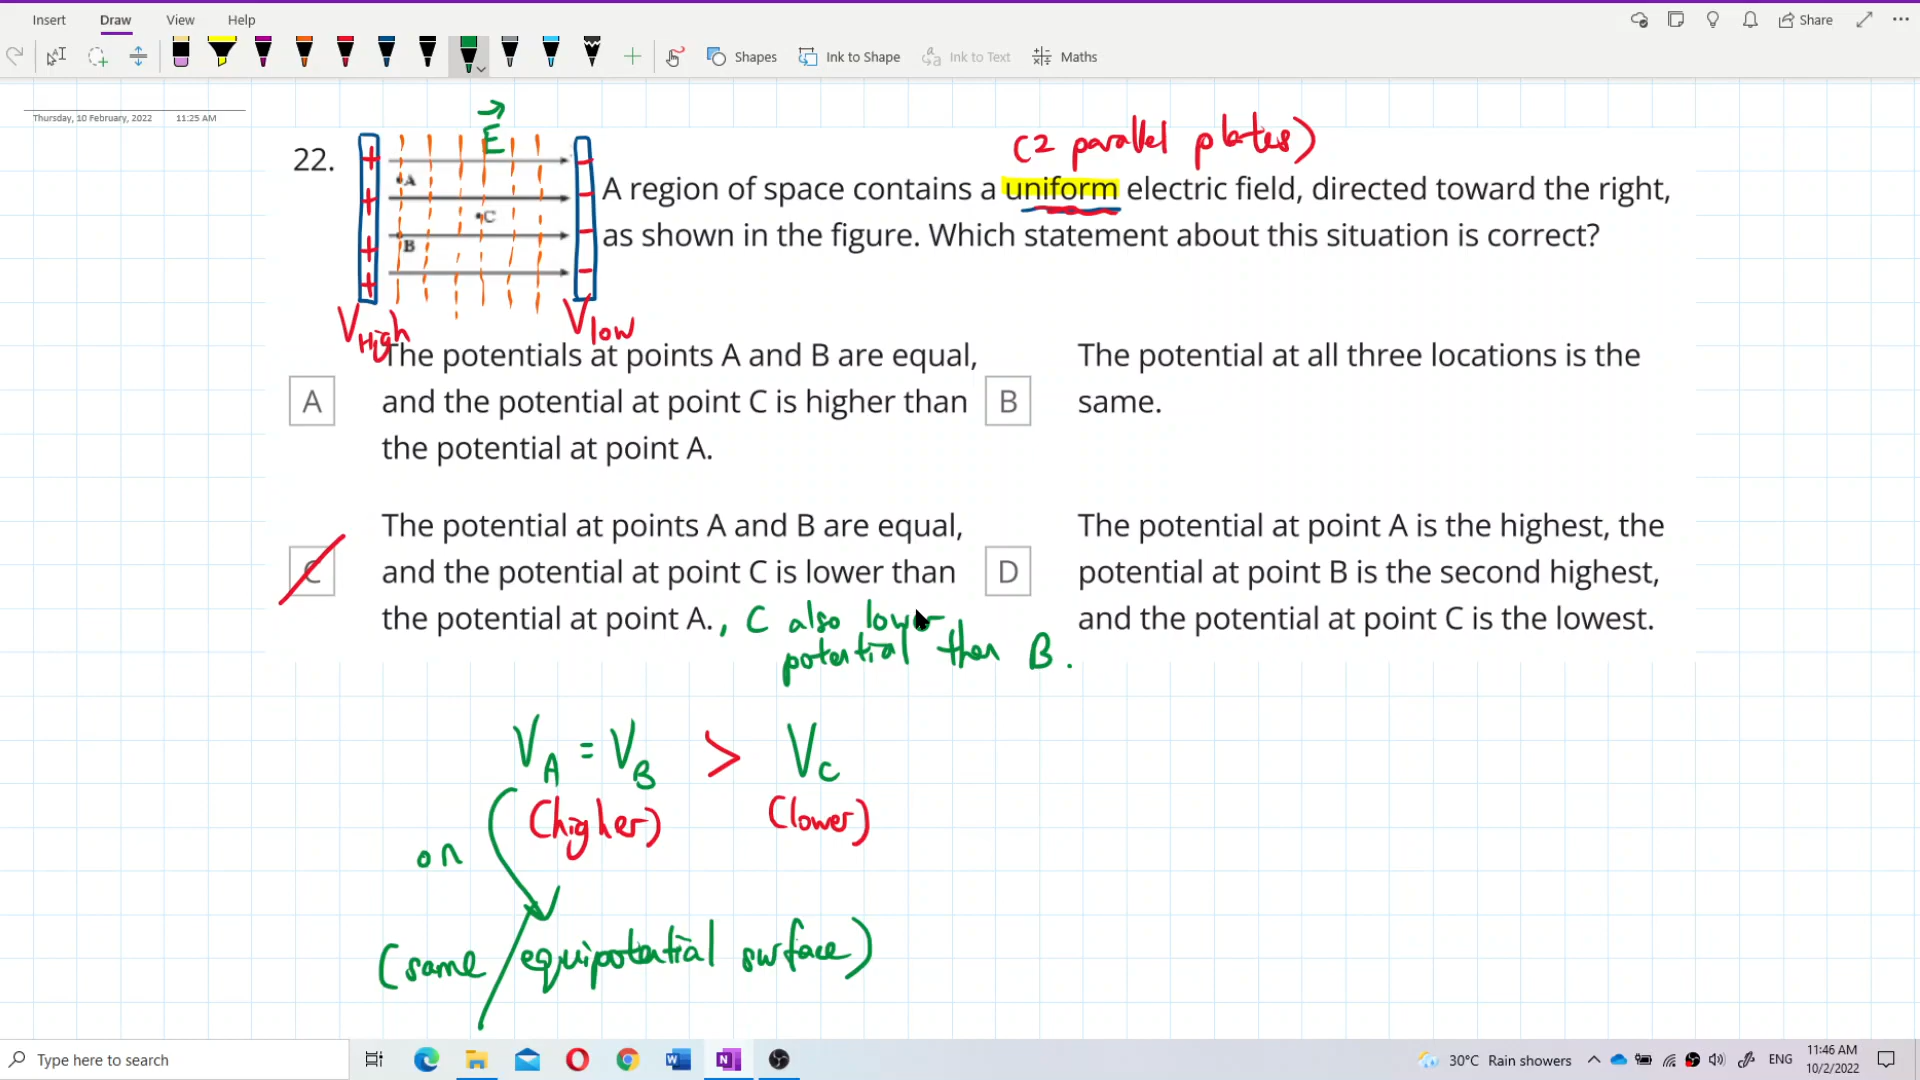 Insert Draw View Help
Share
Shapes Ink to Shape Ink to Text Maths
Thursday, 10 February, 2022 11:25 AM
E
(2 parallel plates)
22.
+ A
+ C
+ B
+
A region of space contains a uniform electric field, directed toward the right,
as shown in the figure. Which statement about this situation is correct?
VHigh Vlow
A
The potentials at points A and B are equal,
and the potential at point C is higher than
the potential at point A.
B
The potential at all three locations is the
same.
C
The potential at points A and B are equal,
and the potential at point C is lower than
the potential at point A. , C also lower
potential than B.
D
The potential at point A is the highest, the
potential at point B is the second highest,
and the potential at point C is the lowest.
VA = VB > VC
(higher) (lower)
on
(same equipotential surface)
Type here to search
30°C Rain showers ENG 11:46 AM
10/2/2022